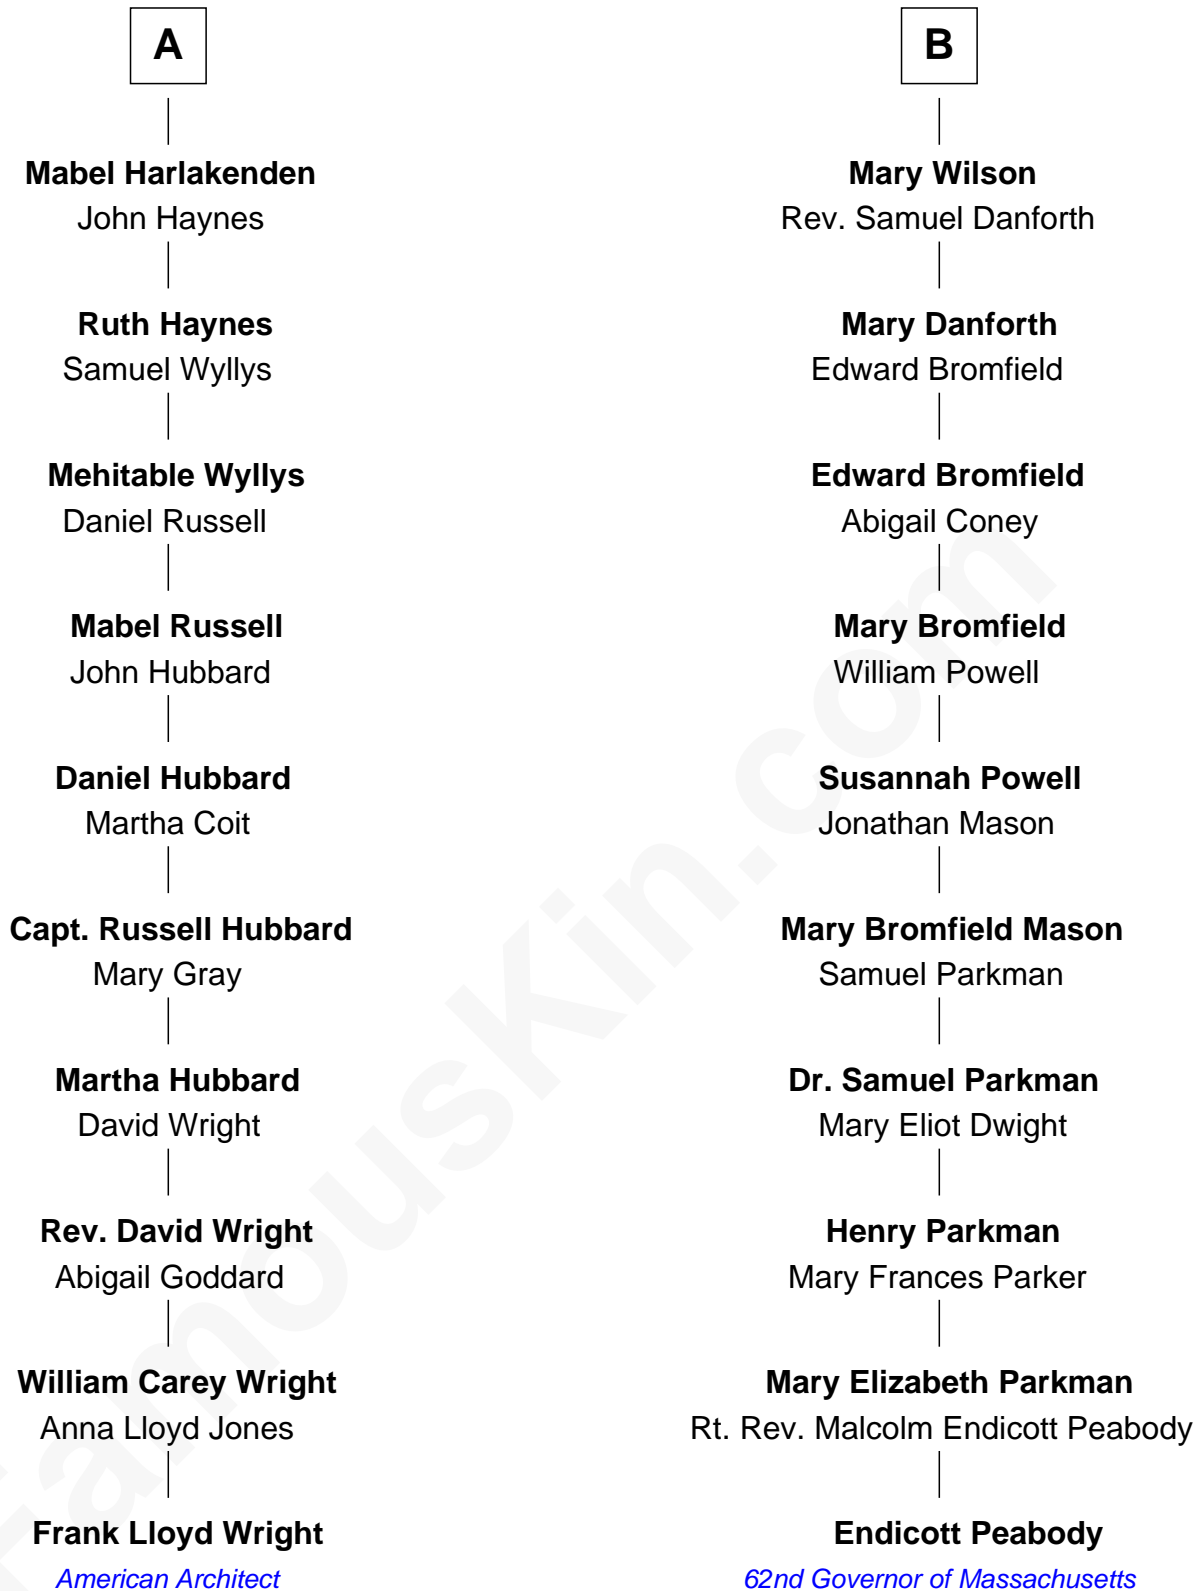 A
Mabel Harlakenden
John Haynes
Ruth Haynes
Samuel Wyllys
Mehitable Wyllys
Daniel Russell
Mabel Russell
John Hubbard
Daniel Hubbard
Martha Coit
Capt. Russell Hubbard
Mary Gray
Martha Hubbard
David Wright
Rev. David Wright
Abigail Goddard
William Carey Wright
Anna Lloyd Jones
Frank Lloyd Wright
American Architect
B
Mary Wilson
Rev. Samuel Danforth
Mary Danforth
Edward Bromfield
Edward Bromfield
Abigail Coney
Mary Bromfield
William Powell
Susannah Powell
Jonathan Mason
Mary Bromfield Mason
Samuel Parkman
Dr. Samuel Parkman
Mary Eliot Dwight
Henry Parkman
Mary Frances Parker
Mary Elizabeth Parkman
Rt. Rev. Malcolm Endicott Peabody
Endicott Peabody
62nd Governor of Massachusetts
FamousKin.com